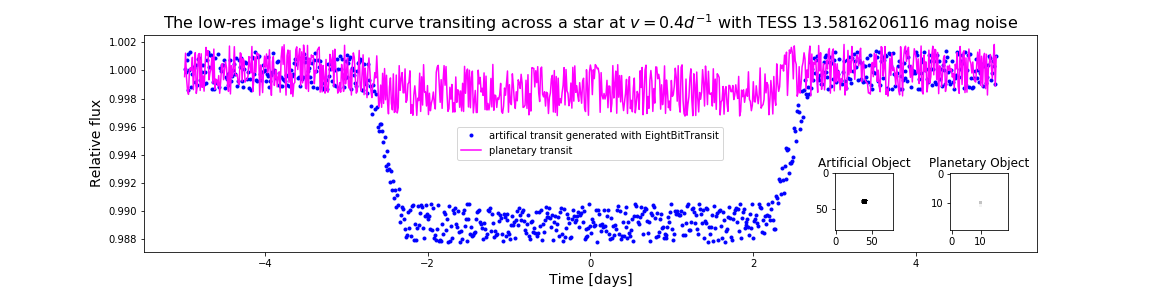 The low-res image's light curve transiting across a star at v = 0.4d⁻¹ with TESS 13.5816206116 mag noise
Relative flux
1.002
1.000
0.998
0.996
0.994
0.992
0.990
0.988
artifical transit generated with EightBitTransit
planetary transit
Artificial Object
0
50
0 50
Planetary Object
0
10
0 10
−4 −2 0 2 4
Time [days]